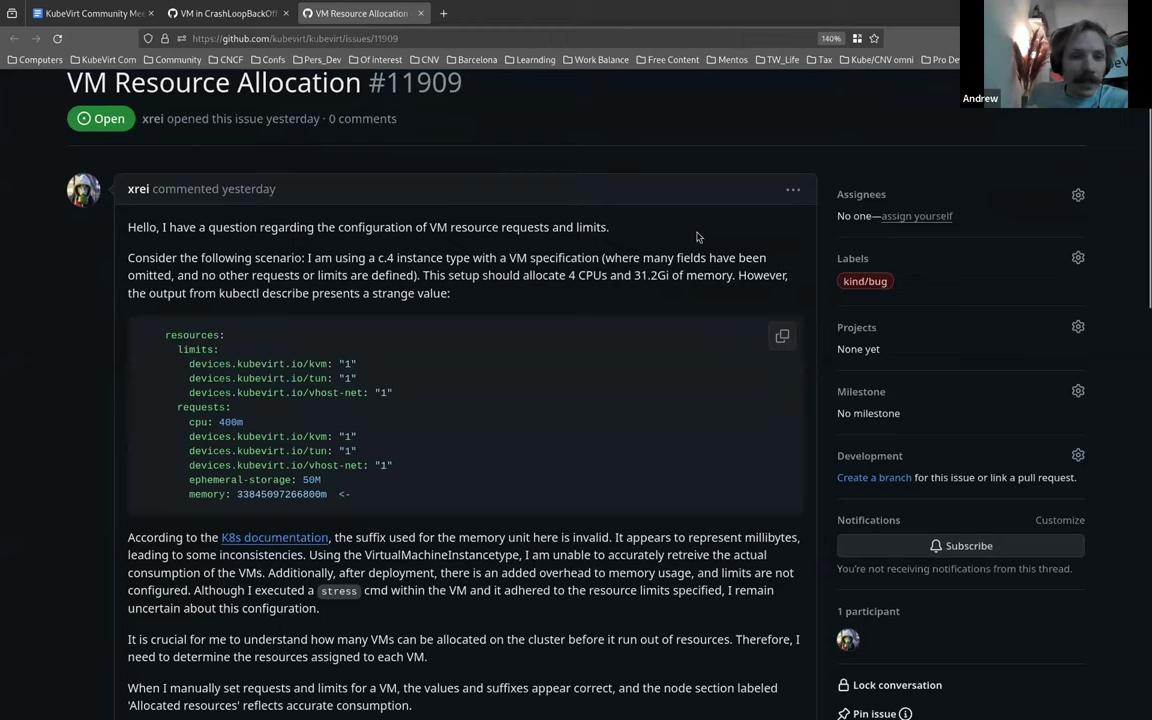 KubeVirt Community Me
VM in CrashLoopBackOf
VM Resource Allocation
https://github.com/kubevirt/kubevirt/issues/11909
140%
Computers KubeVirt Com Community CNCF Confs Pers_Dev Of interest CNV Barcelona Learnding Work Balance Free Content Mentos TW_Life Tax Kube/CNV omni Pro De
Andrew
VM Resource Allocation #11909
Open
xrei opened this issue yesterday · 0 comments
xrei commented yesterday
Hello, I have a question regarding the configuration of VM resource requests and limits.
Consider the following scenario: I am using a c.4 instance type with a VM specification (where many fields have been
omitted, and no other requests or limits are defined). This setup should allocate 4 CPUs and 31.2Gi of memory. However,
the output from kubectl describe presents a strange value:
resources:
limits:
devices.kubevirt.io/kvm: "1"
devices.kubevirt.io/tun: "1"
devices.kubevirt.io/vhost-net: "1"
requests:
cpu: 400m
devices.kubevirt.io/kvm: "1"
devices.kubevirt.io/tun: "1"
devices.kubevirt.io/vhost-net: "1"
ephemeral-storage: 50M
memory: 33845097266800m <-
According to the K8s documentation, the suffix used for the memory unit here is invalid. It appears to represent millibytes,
leading to some inconsistencies. Using the VirtualMachineInstancetype, I am unable to accurately retreive the actual
consumption of the VMs. Additionally, after deployment, there is an added overhead to memory usage, and limits are not
configured. Although I executed a stress cmd within the VM and it adhered to the resource limits specified, I remain
uncertain about this configuration.
It is crucial for me to understand how many VMs can be allocated on the cluster before it run out of resources. Therefore, I
need to determine the resources assigned to each VM.
When I manually set requests and limits for a VM, the values and suffixes appear correct, and the node section labeled
'Allocated resources' reflects accurate consumption.
Assignees
No one—assign yourself
Labels
kind/bug
Projects
None yet
Milestone
No milestone
Development
Create a branch for this issue or link a pull request.
Notifications
Customize
Subscribe
You're not receiving notifications from this thread.
1 participant
Lock conversation
Pin issue